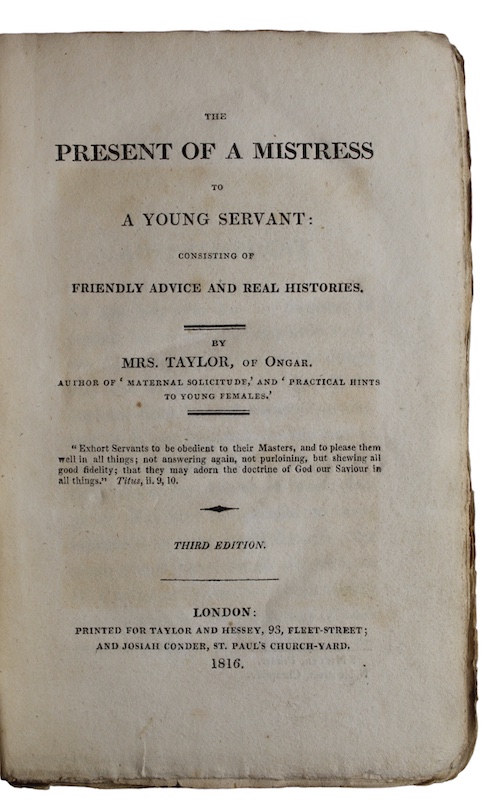 THE
PRESENT OF A MISTRESS
TO
A YOUNG SERVANT:
CONSISTING OF
FRIENDLY ADVICE AND REAL HISTORIES.
BY
MRS. TAYLOR, OF ONGAR.
AUTHOR OF ‘ MATERNAL SOLICITUDE,’ AND ‘ PRACTICAL HINTS
TO YOUNG FEMALES.’
“ Exhort Servants to be obedient to their Masters, and to please them
well in all things; not answering again, not purloining, but shewing all
good fidelity; that they may adorn the doctrine of God our Saviour in
all things.” Titus, ii. 9, 10.
THIRD EDITION.
LONDON:
PRINTED FOR TAYLOR AND HESSEY, 93, FLEET-STREET;
AND JOSIAH CONDER, ST. PAUL'S CHURCH-YARD.
1816.